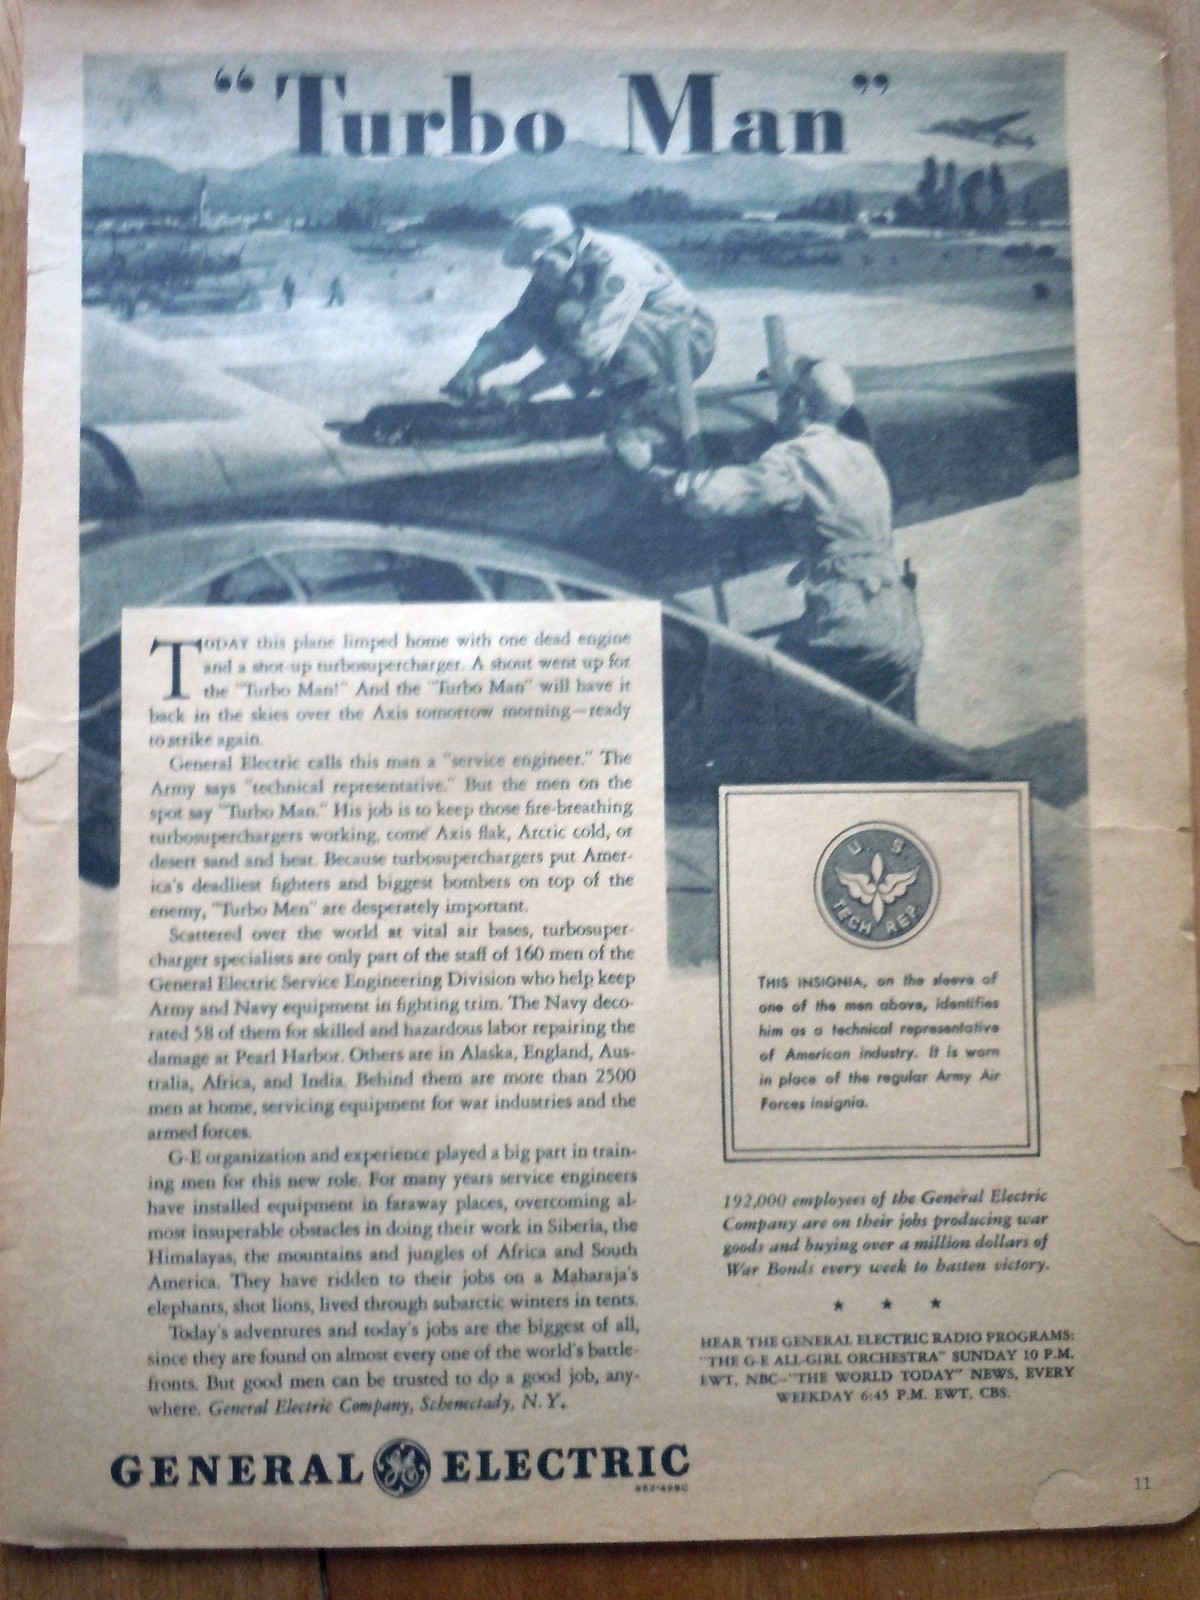 “Turbo Man”
TODAY this plane limped home with one dead engine
and a shot-up turbosupercharger. A shout went up for
the "Turbo Man!" And the "Turbo Man" will have it
back in the skies over the Axis tomorrow morning—ready
to strike again.
General Electric calls this man a "service engineer." The
Army says "technical representative." But the men on the
spot say "Turbo Man." His job is to keep those fire-breathing
turbosuperchargers working, come Axis flak, Arctic cold, or
desert sand and heat. Because turbosuperchargers put Amer-
ica's deadliest fighters and biggest bombers on top of the
enemy, "Turbo Men" are desperately important.
Scattered over the world at vital air bases, turbosuper-
charger specialists are only part of the staff of 160 men of the
General Electric Service Engineering Division who help keep
Army and Navy equipment in fighting trim. The Navy deco-
rated 58 of them for skilled and hazardous labor repairing the
damage at Pearl Harbor. Others are in Alaska, England, Aus-
tralia, Africa, and India. Behind them are more than 2500
men at home, servicing equipment for war industries and the
armed forces.
G-E organization and experience played a big part in train-
ing men for this new role. For many years service engineers
have installed equipment in faraway places, overcoming al-
most insuperable obstacles in doing their work in Siberia, the
Himalayas, the mountains and jungles of Africa and South
America. They have ridden to their jobs on a Maharaja's
elephants, shot lions, lived through subarctic winters in tents.
Today's adventures and today's jobs are the biggest of all,
since they are found on almost every one of the world's battle-
fronts. But good men can be trusted to do a good job, any-
where. General Electric Company, Schenectady, N. Y.
U. S.
TECH REP
THIS INSIGNIA, on the sleeve of
one of the men above, identifies
him as a technical representative
of American industry. It is worn
in place of the regular Army Air
Forces insignia.
192,000 employees of the General Electric
Company are on their jobs producing war
goods and buying over a million dollars of
War Bonds every week to hasten victory.
★ ★ ★
HEAR THE GENERAL ELECTRIC RADIO PROGRAMS:
"THE G-E ALL-GIRL ORCHESTRA" SUNDAY 10 P.M.
EWT, NBC—"THE WORLD TODAY" NEWS, EVERY
WEEKDAY 6:45 P.M. EWT, CBS.
GENERAL GE ELECTRIC
11